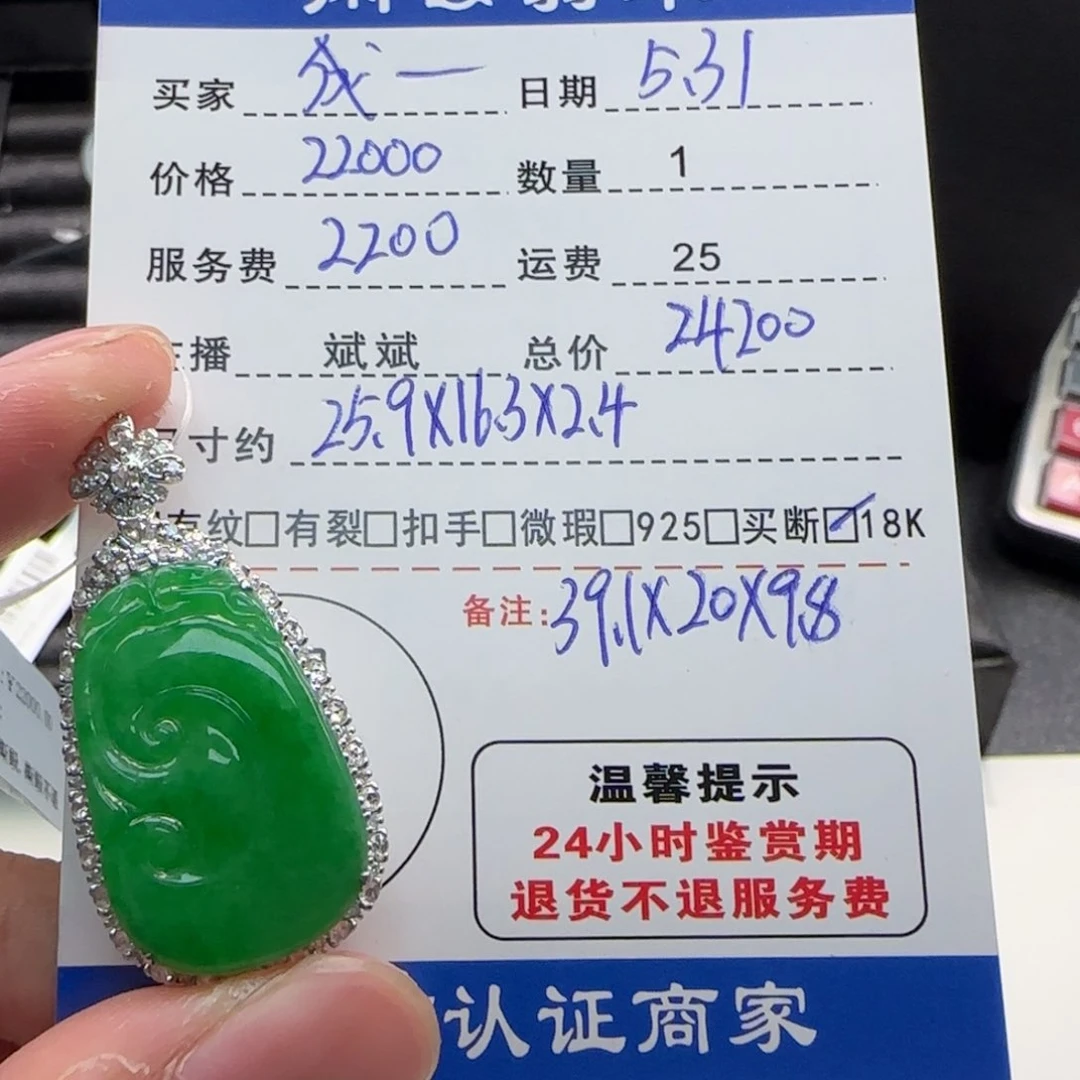 买家 一 日期 5.31
价格 22000 数量 1
服务费 2200 运费 25
播 斌斌 总价 24200
寸约 25.9X16.3X2.4
有纹□有裂□扣手□微瑕□925□买断☑18K
备注:39.1X20X9.8
温馨提示
24小时鉴赏期
退货不退服务费
认证商家